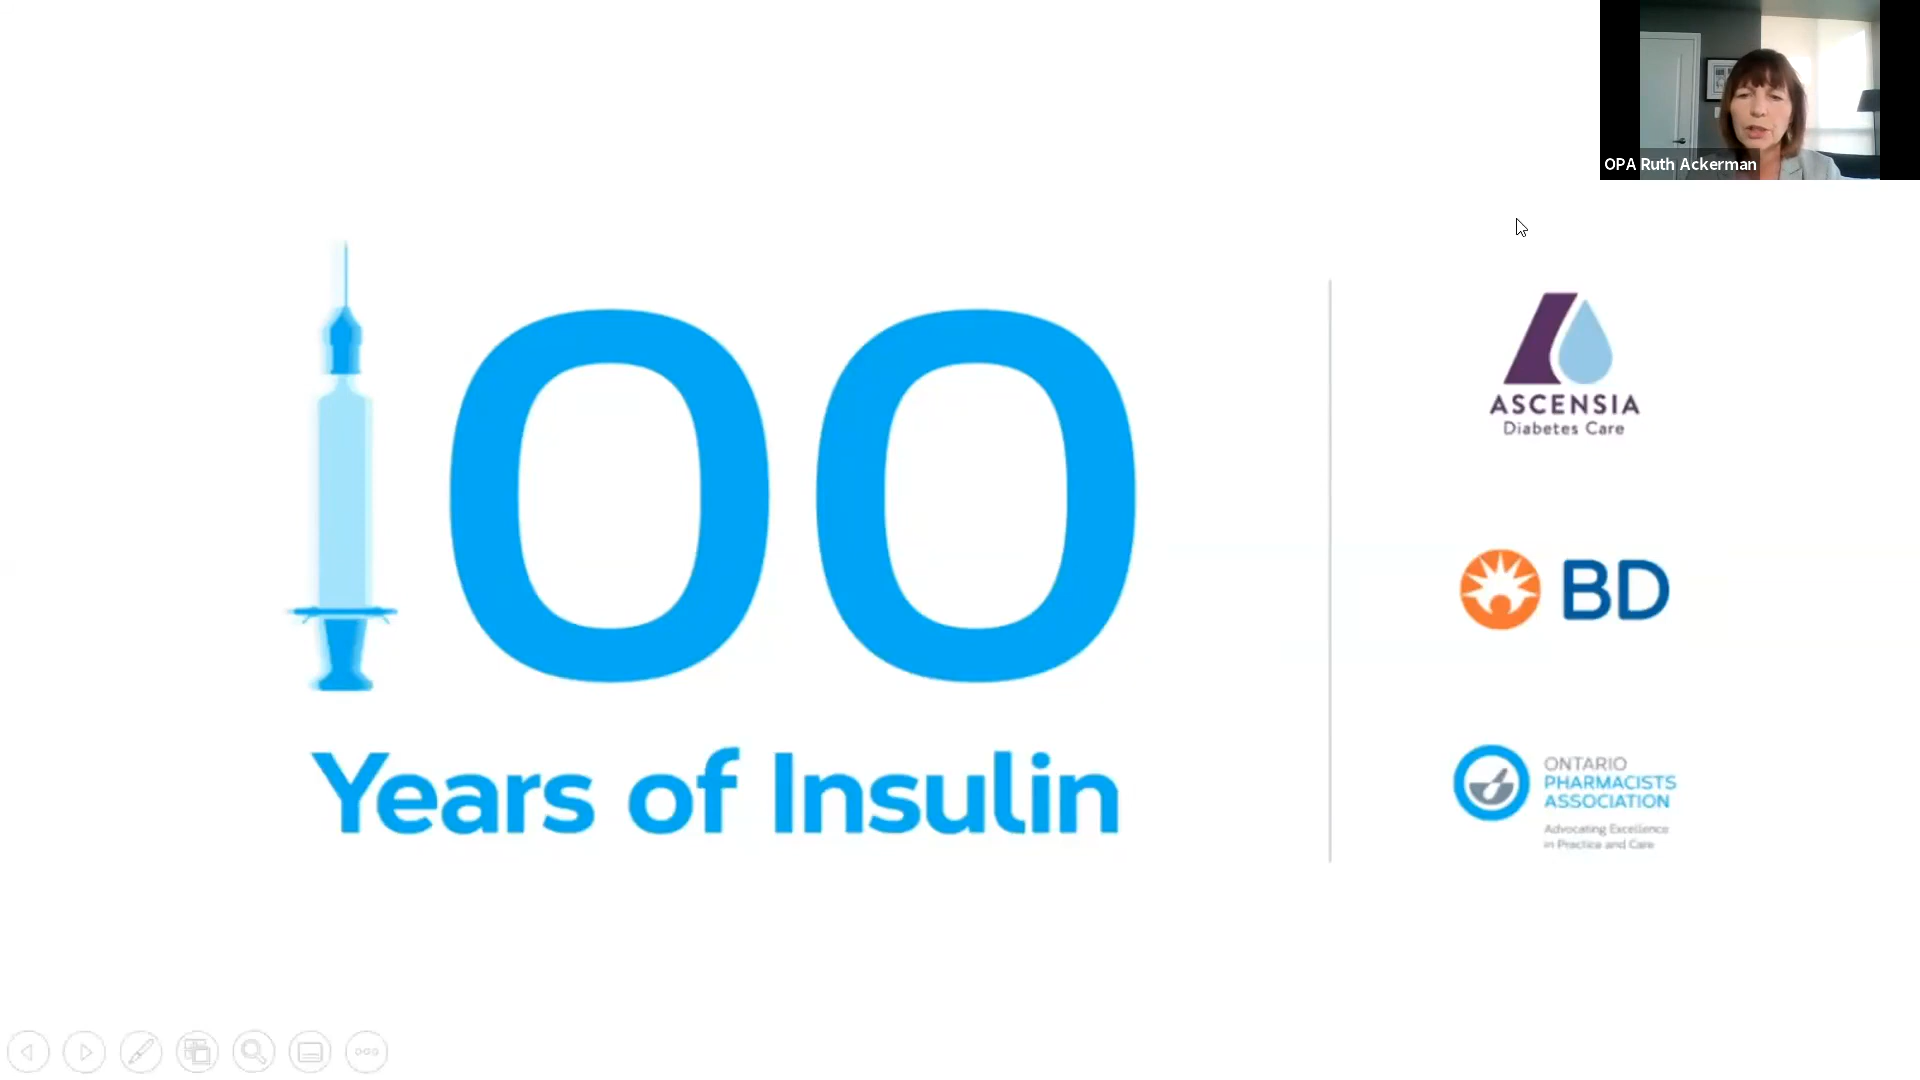 OPA Ruth Ackerman
100
Years of Insulin
ASCENSIA
Diabetes Care
BD
ONTARIO
PHARMACISTS
ASSOCIATION
Advocating Excellence
in Practice and Care